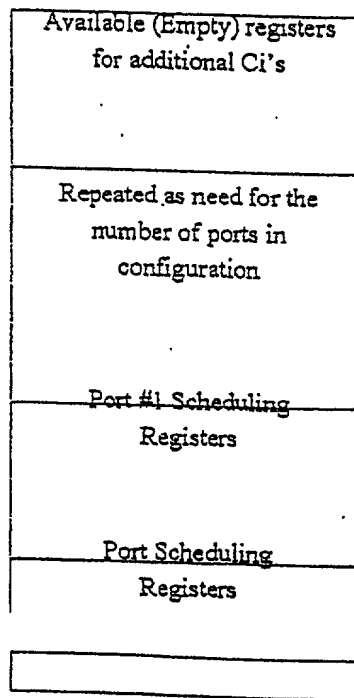 Available (Empty) registers
for additional Ci's
Repeated as need for the
number of ports in
configuration
Port #1 Scheduling
Registers
Port Scheduling
Registers